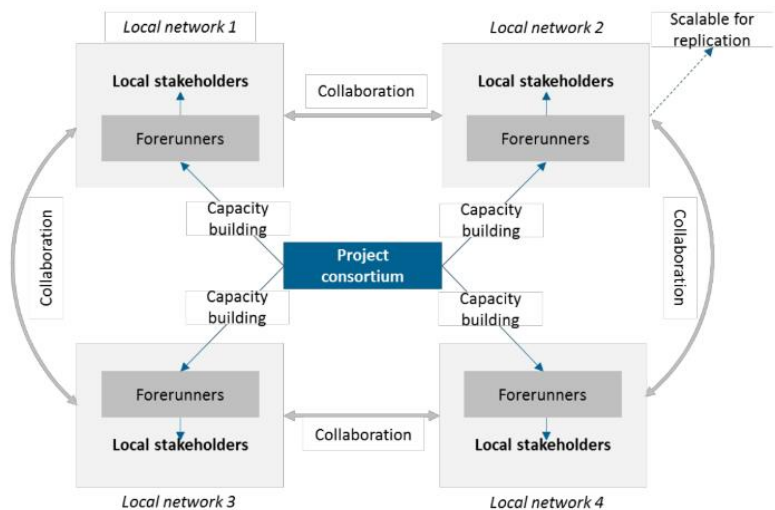 Local network 1
Local network 2
Scalable for
replication
Local stakeholders
Collaboration
Local stakeholders
Forerunners
Forerunners
Capacity
building
Capacity
building
Collaboration
Project
consortium
Collaboration
Capacity
building
Capacity
building
Forerunners
Forerunners
Local stakeholders
Collaboration
Local stakeholders
Local network 3
Local network 4